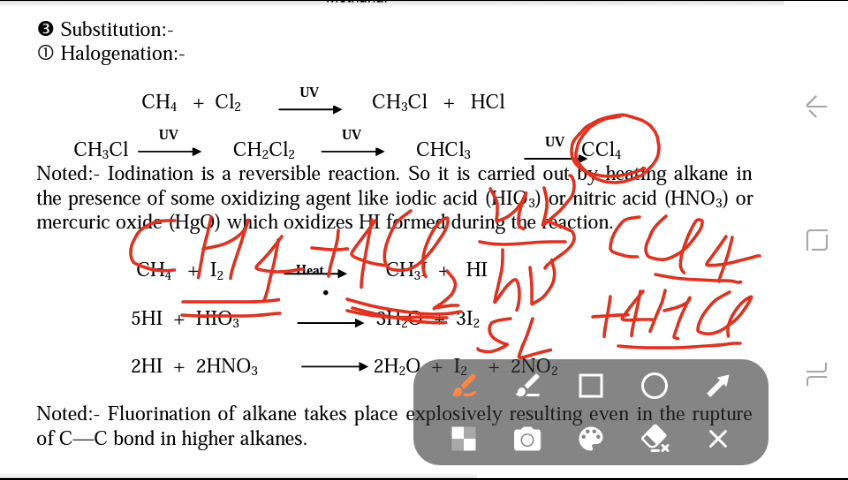 ❸ Substitution:-
① Halogenation:-
CH₄ + Cl₂ UV CH₃Cl + HCl
CH₃Cl UV CH₂Cl₂ UV CHCl₃ UV CCl₄
Noted:- Iodination is a reversible reaction. So it is carried out by heating alkane in
the presence of some oxidizing agent like iodic acid (HIO₃) or nitric acid (HNO₃) or
mercuric oxide (HgO) which oxidizes HI formed during the reaction.
CH₄ + 4Cl₂ hν CCl₄
+4HCl
CH₄ + I₂ Heat CH₃I + HI
5HI + HIO₃ 3H₂O + 3I₂
2HI + 2HNO₃ 2H₂O + I₂ + 2NO₂
Noted:- Fluorination of alkane takes place explosively resulting even in the rupture
of C—C bond in higher alkanes.